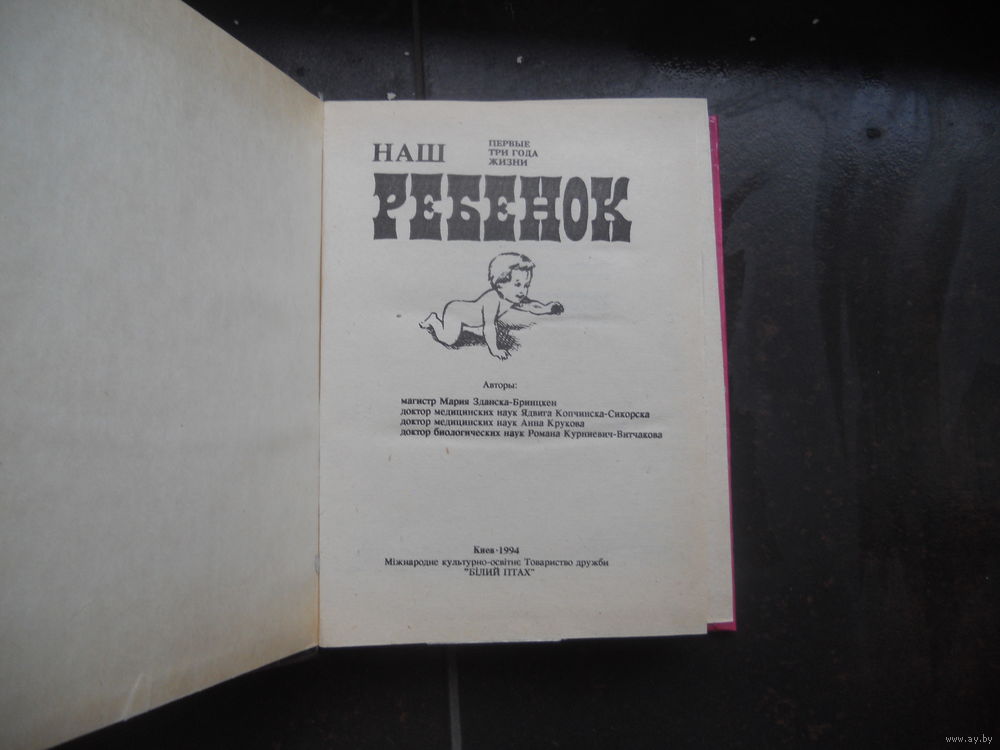 НАШ
ПЕРВЫЕ
ТРИ ГОДА
ЖИЗНИ
РЕБЕНОК
Авторы:
магистр Мария Зданска-Бринцкен
доктор медицинских наук Ядвига Копчинска-Сикорска
доктор медицинских наук Анна Крукова
доктор биологических наук Романа Курниевич-Витчакова
Киев·1994
Міжнародне культурно-освітнє Товариство дружби
"БІЛИЙ ПТАХ"
www.ay.by